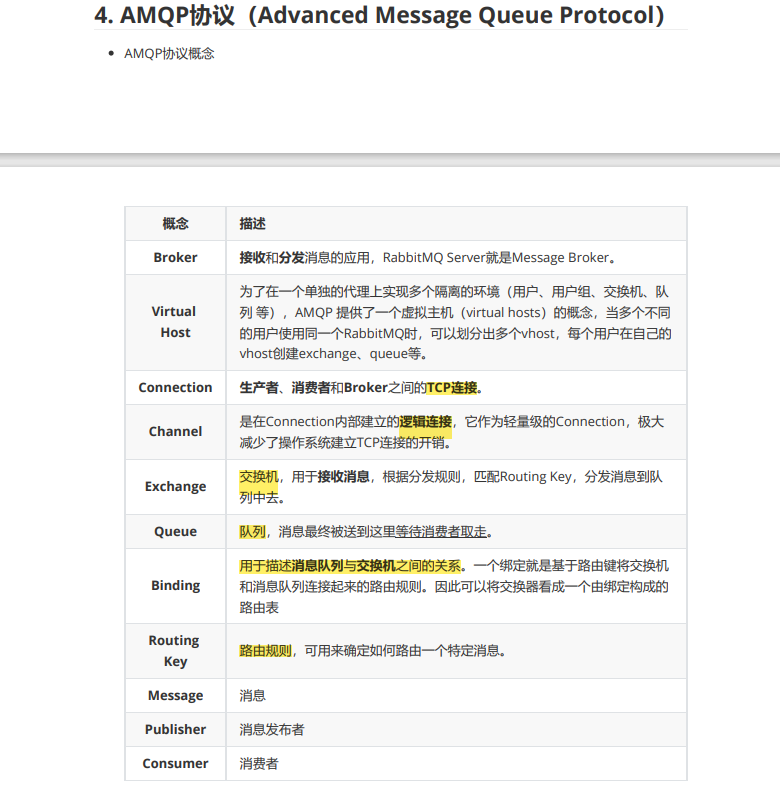 4. AMQP协议（Advanced Message Queue Protocol）
• AMQP协议概念
概念 描述
Broker 接收和分发消息的应用，RabbitMQ Server就是Message Broker。
Virtual Host
为了在一个单独的代理上实现多个隔离的环境（用户、用户组、交换机、队
列 等），AMQP 提供了一个虚拟主机（virtual hosts）的概念，当多个不同
的用户使用同一个RabbitMQ时，可以划分出多个vhost，每个用户在自己的
vhost创建exchange、queue等。
Connection 生产者、消费者和Broker之间的TCP连接。
Channel
是在Connection内部建立的逻辑连接，它作为轻量级的Connection，极大
减少了操作系统建立TCP连接的开销。
Exchange
交换机，用于接收消息，根据分发规则，匹配Routing Key，分发消息到队
列中去。
Queue 队列，消息最终被送到这里等待消费者取走。
Binding
用于描述消息队列与交换机之间的关系。一个绑定就是基于路由键将交换机
和消息队列连接起来的路由规则。因此可以将交换器看成一个由绑定构成的
路由表
Routing Key
路由规则，可用来确定如何路由一个特定消息。
Message 消息
Publisher 消息发布者
Consumer 消费者